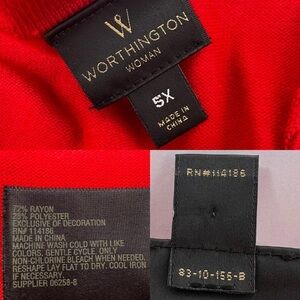 W
WORTHINGTON
WOMAN
5X
MADE IN
CHINA
72% RAYON
28% POLYESTER
EXCLUSIVE OF DECORATION
RN# 114186
MADE IN CHINA
MACHINE WASH COLD WITH LIKE
COLORS, GENTLE CYCLE. ONLY
NON-CHLORINE BLEACH WHEN NEEDED.
RESHAPE LAY FLAT TO DRY. COOL IRON
IF NECESSARY.
SUPPLIER 06258-8
RN#114186
83-10-156-B